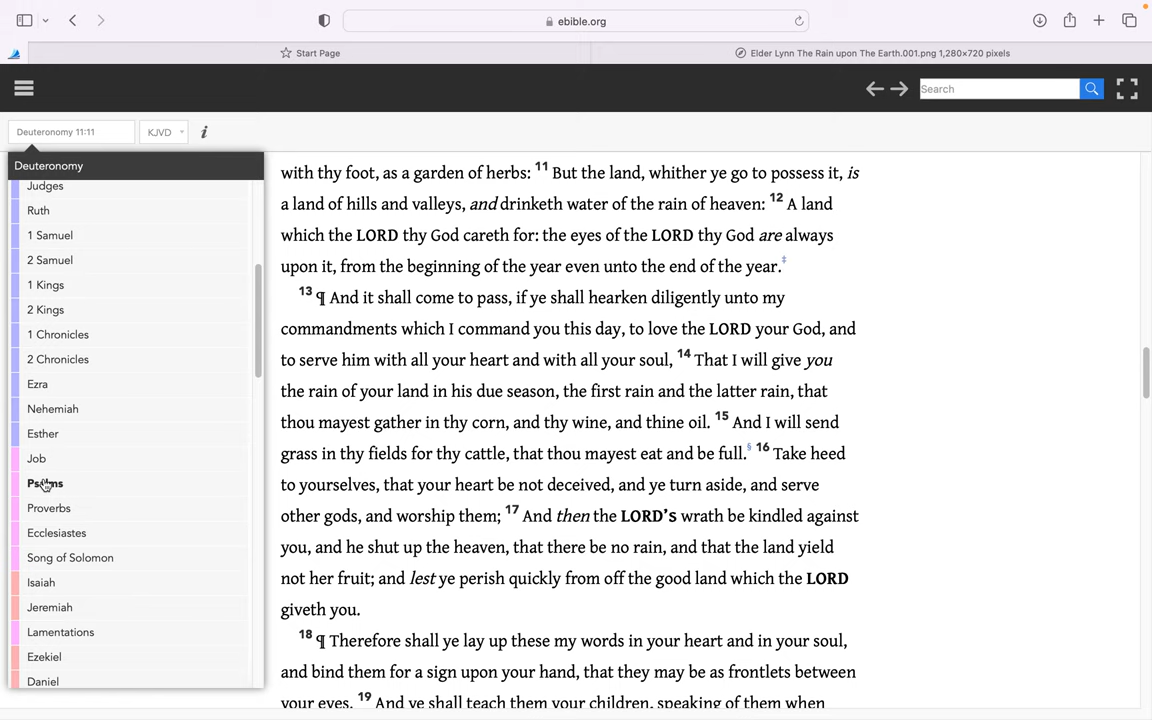 ebible.org
Start Page
Elder Lynn The Rain upon The Earth.001.png 1,280×720 pixels
Search
Deuteronomy 11:11
KJVD
i
Deuteronomy
Judges
Ruth
1 Samuel
2 Samuel
1 Kings
2 Kings
1 Chronicles
2 Chronicles
Ezra
Nehemiah
Esther
Job
Psalms
Proverbs
Ecclesiastes
Song of Solomon
Isaiah
Jeremiah
Lamentations
Ezekiel
Daniel
with thy foot, as a garden of herbs: 11 But the land, whither ye go to possess it, is
a land of hills and valleys, and drinketh water of the rain of heaven: 12 A land
which the LORD thy God careth for: the eyes of the LORD thy God are always
upon it, from the beginning of the year even unto the end of the year.‡
13 ¶ And it shall come to pass, if ye shall hearken diligently unto my
commandments which I command you this day, to love the LORD your God, and
to serve him with all your heart and with all your soul, 14 That I will give you
the rain of your land in his due season, the first rain and the latter rain, that
thou mayest gather in thy corn, and thy wine, and thine oil. 15 And I will send
grass in thy fields for thy cattle, that thou mayest eat and be full.§ 16 Take heed
to yourselves, that your heart be not deceived, and ye turn aside, and serve
other gods, and worship them; 17 And then the LORD’S wrath be kindled against
you, and he shut up the heaven, that there be no rain, and that the land yield
not her fruit; and lest ye perish quickly from off the good land which the LORD
giveth you.
18 ¶ Therefore shall ye lay up these my words in your heart and in your soul,
and bind them for a sign upon your hand, that they may be as frontlets between
your eyes. 19 And ye shall teach them your children, speaking of them when